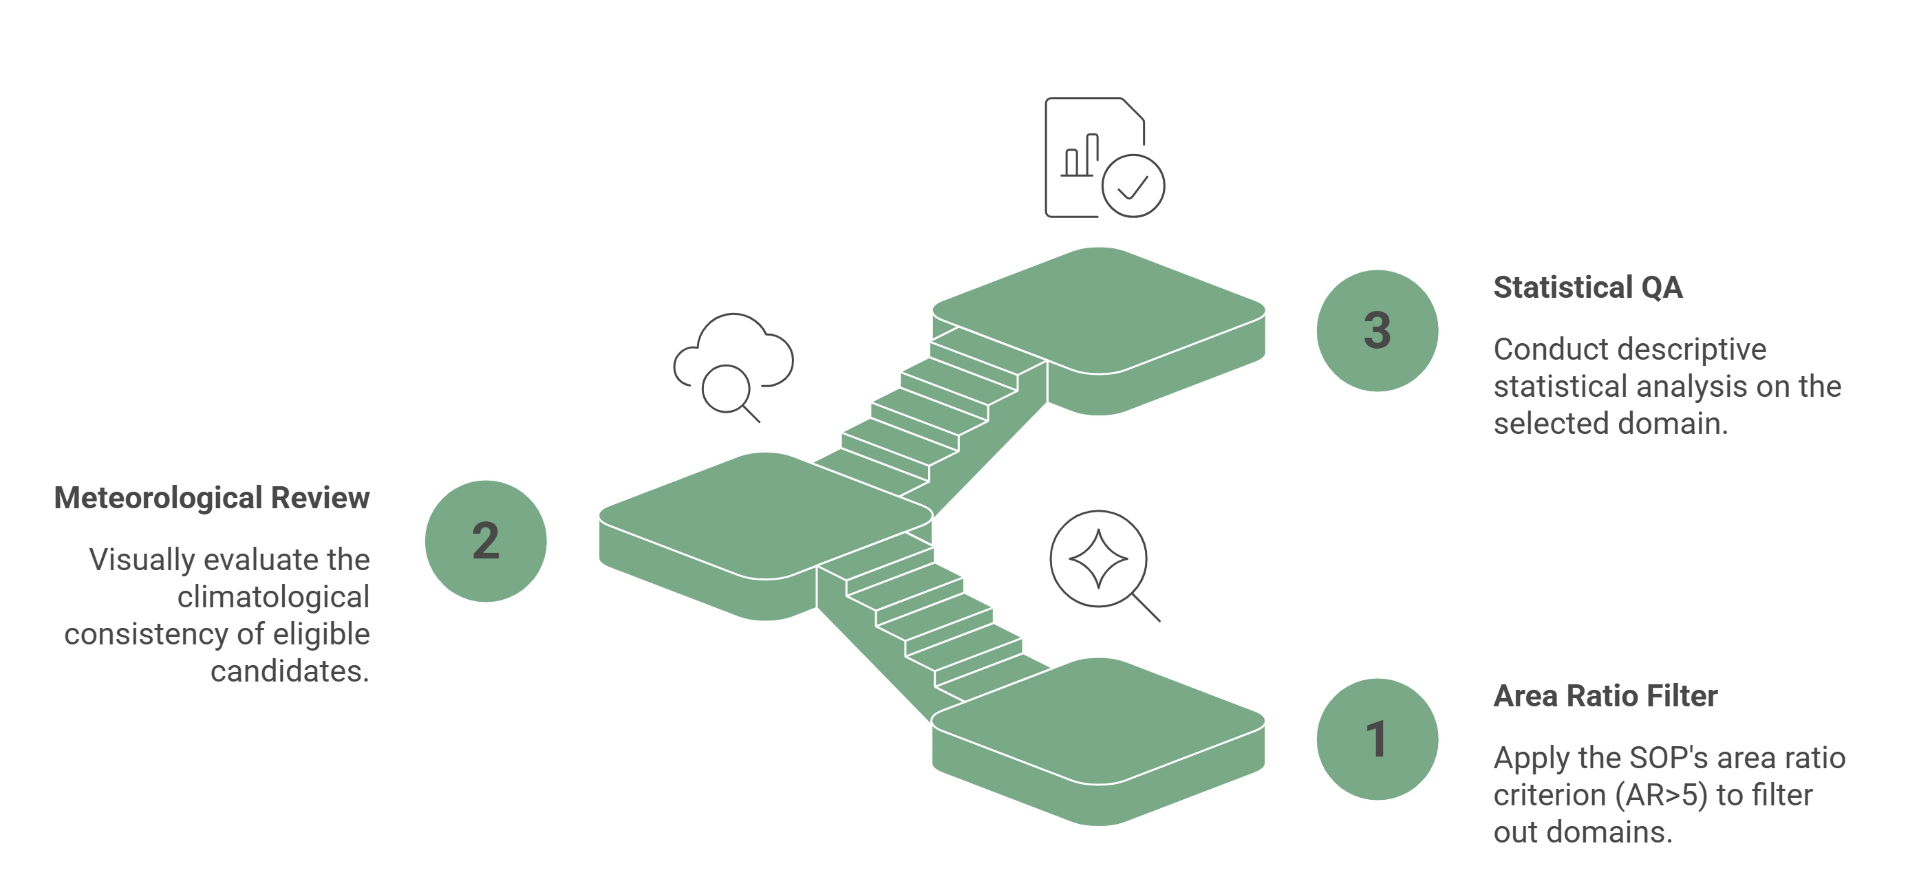 3
Statistical QA
Conduct descriptive
statistical analysis on the
selected domain.
2
Meteorological Review
Visually evaluate the
climatological
consistency of eligible
candidates.
1
Area Ratio Filter
Apply the SOP's area ratio
criterion (AR>5) to filter
out domains.